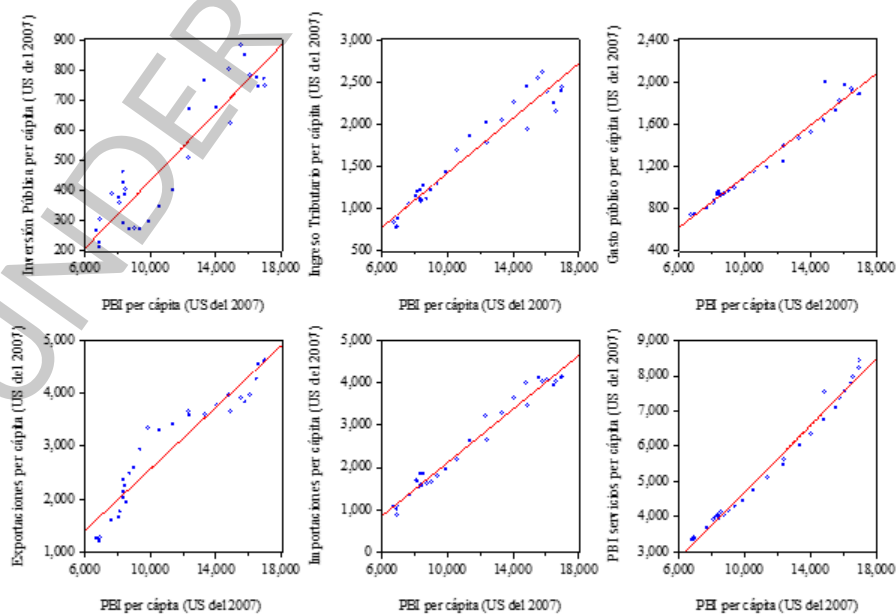 Inversión Pública per cápita (US del 2007)
900
800
700
600
500
400
300
200
6,000 10,000 14,000 18,000
PBI per cápita (US del 2007)
Ingreso Tributario per cápita (US del 2007)
3,000
2,500
2,000
1,500
1,000
500
6,000 10,000 14,000 18,000
PBI per cápita (US del 2007)
Gasto público per cápita (US del 2007)
2,400
2,000
1,600
1,200
800
400
6,000 10,000 14,000 18,000
PBI per cápita (US del 2007)
Exportaciones per cápita (US del 2007)
5,000
4,000
3,000
2,000
1,000
6,000 10,000 14,000 18,000
PBI per cápita (US del 2007)
Importaciones per cápita (US del 2007)
5,000
4,000
3,000
2,000
1,000
0
6,000 10,000 14,000 18,000
PBI per cápita (US del 2007)
PBI servicios per cápita (US del 2007)
9,000
8,000
7,000
6,000
5,000
4,000
3,000
6,000 10,000 14,000 18,000
PBI per cápita (US del 2007)
UNDER